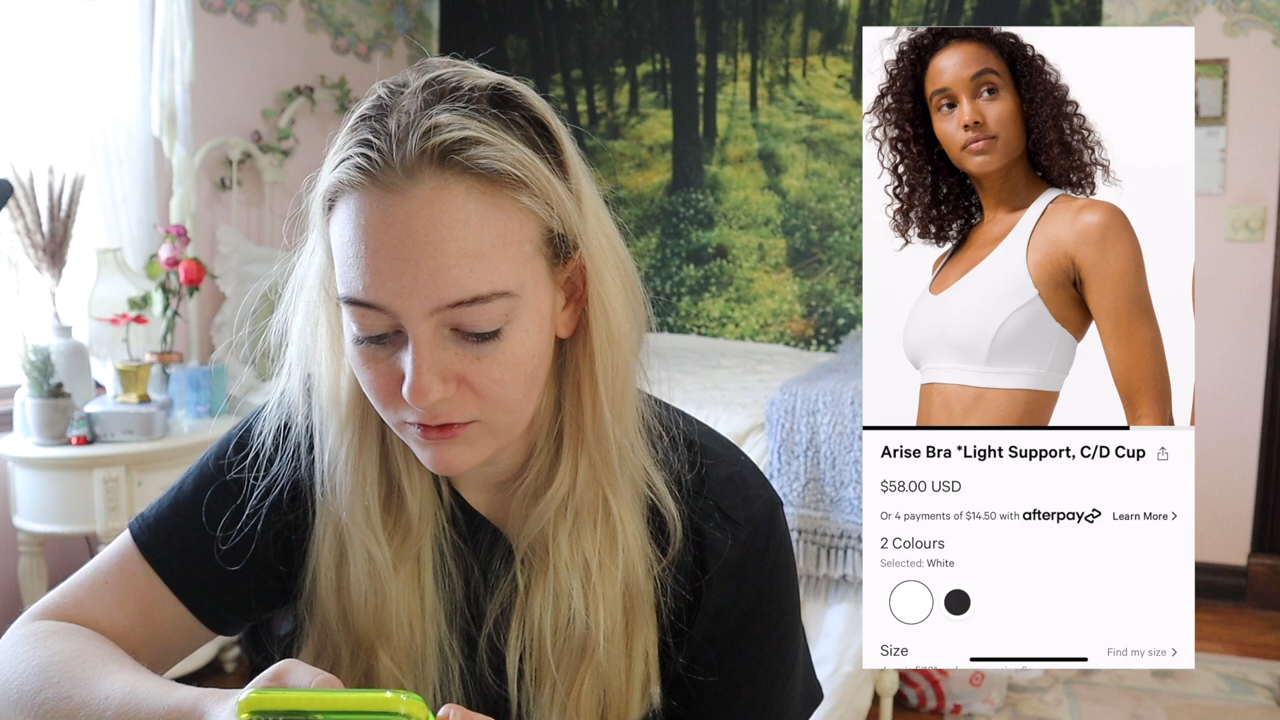 Arise Bra *Light Support, C/D Cup
$58.00 USD
Or 4 payments of $14.50 with afterpay Learn More >
2 Colours
Selected: White
Size Find my size >